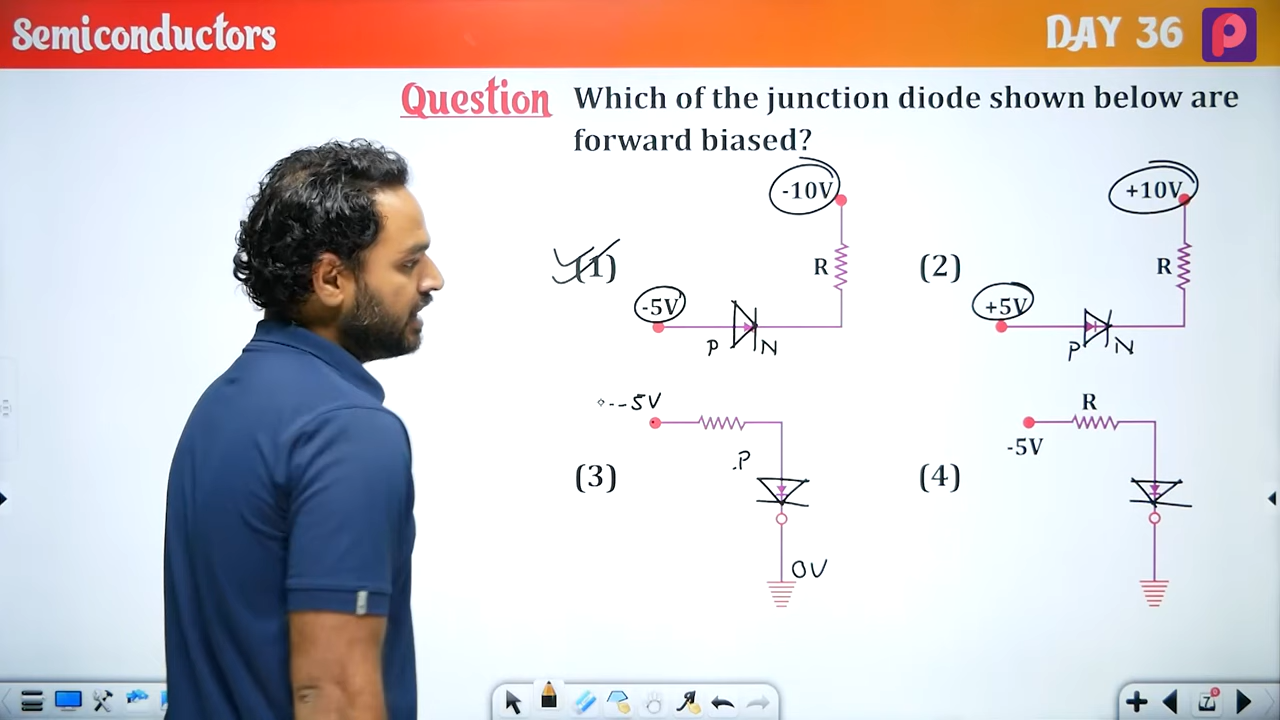 Semiconductors
DAY 36
Question Which of the junction diode shown below are
forward biased?
-10V
+10V
(1)
R
(2)
R
-5V
+5V
P N
P N
--5V
R
-5V
.P
(3)
(4)
0V